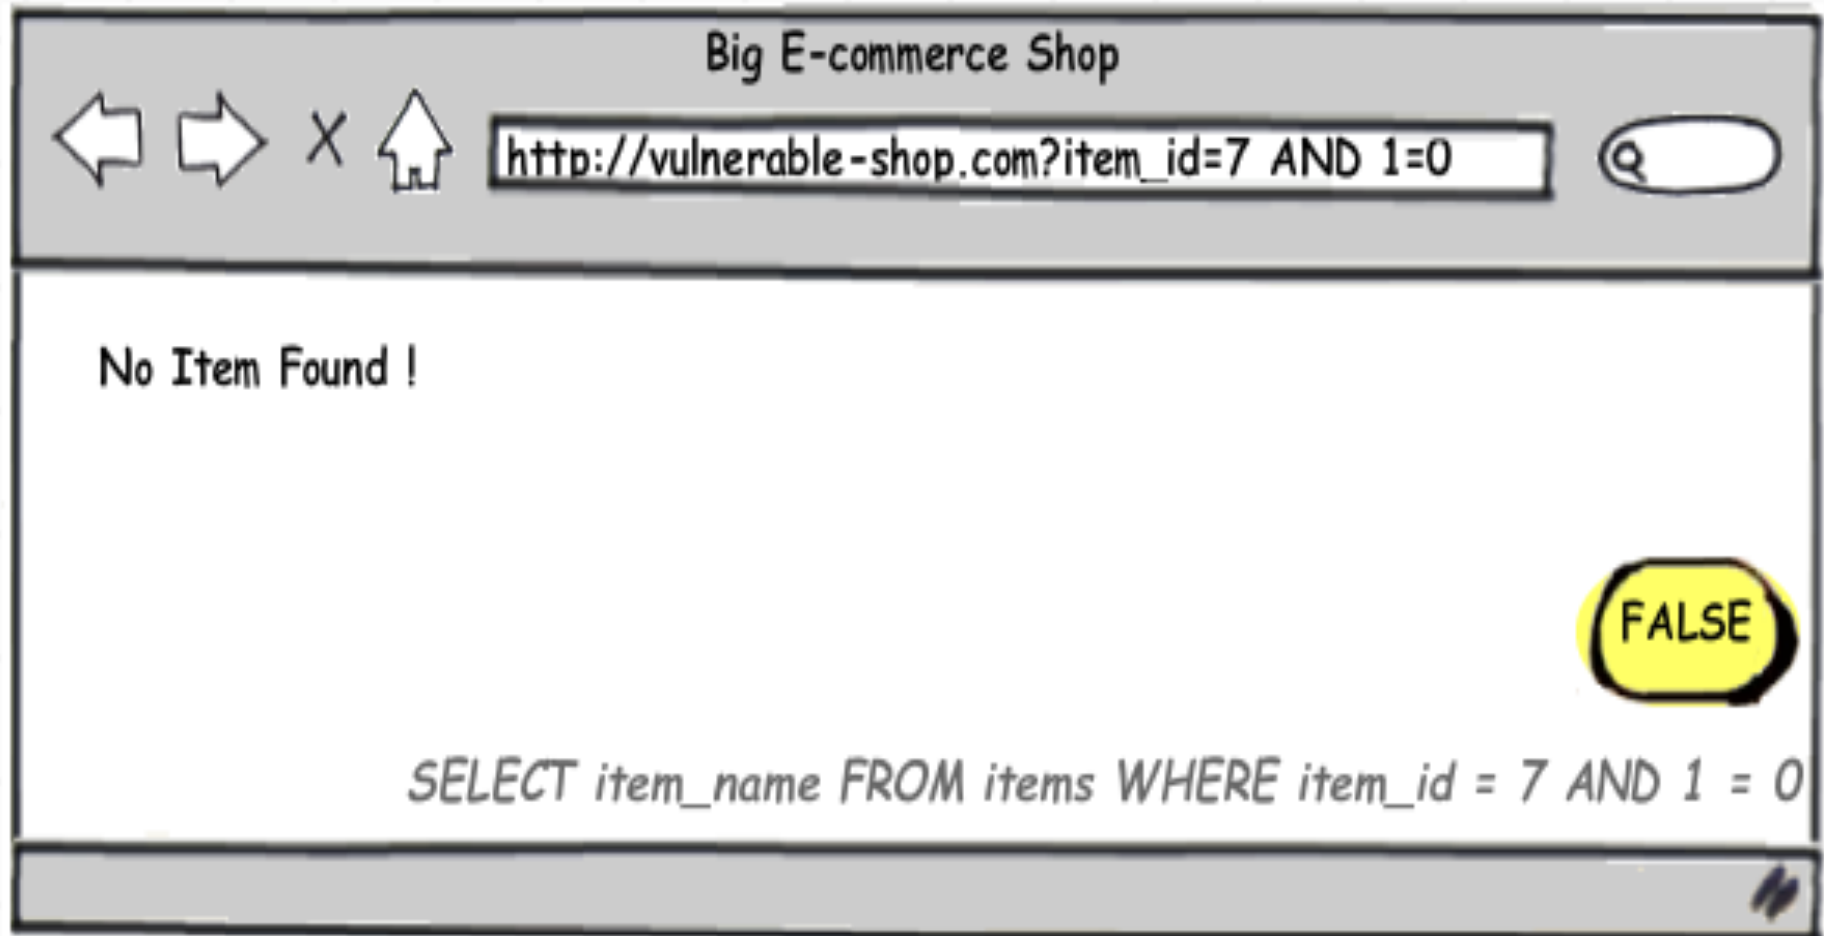 Big E-commerce Shop
http://vulnerable-shop.com?item_id=7 AND 1=0
No Item Found !
FALSE
SELECT item_name FROM items WHERE item_id = 7 AND 1 = 0